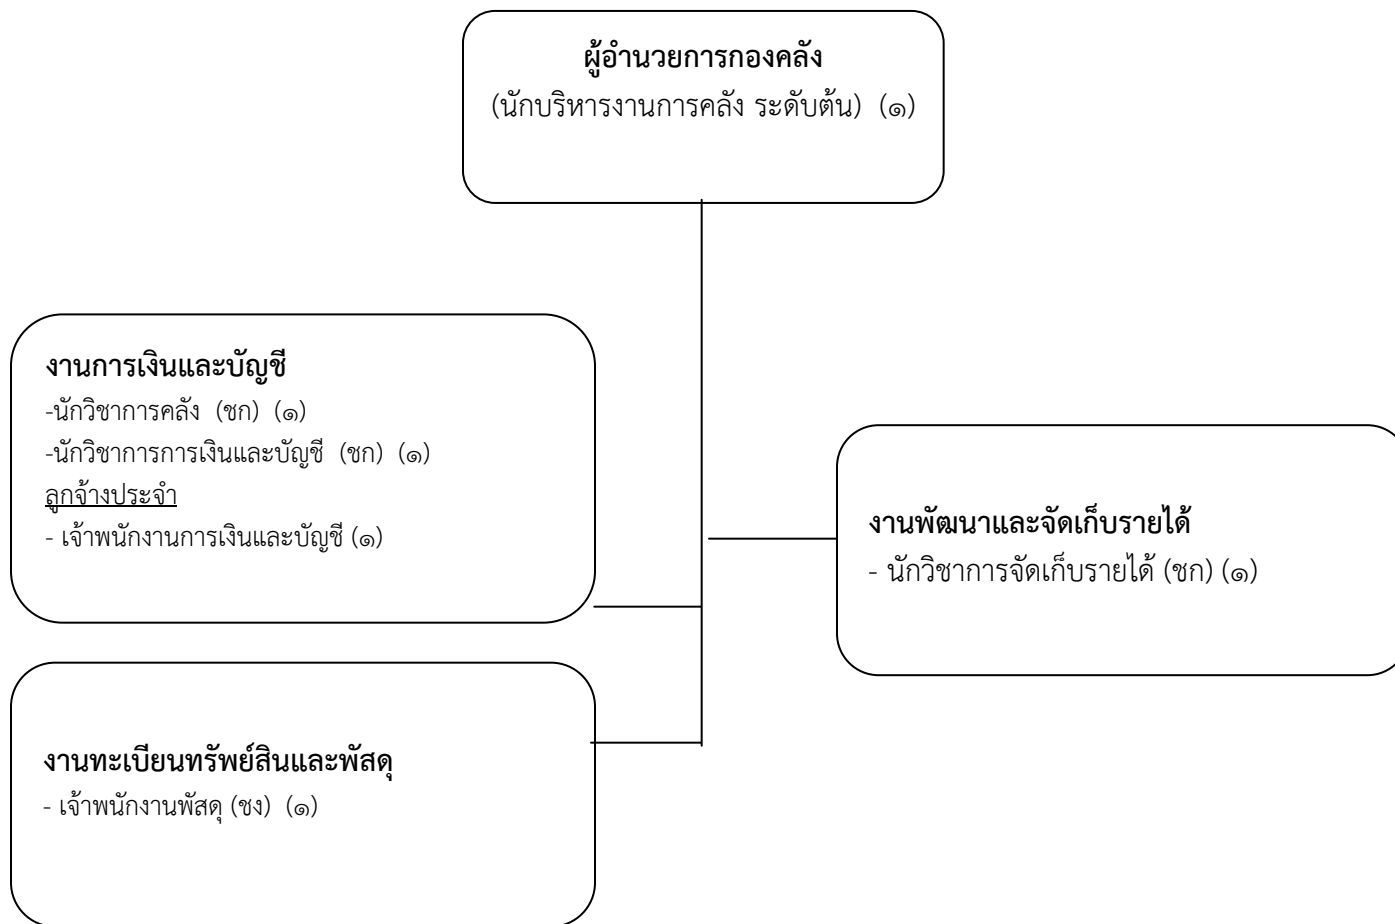 ผู้อำนวยการกองคลัง
(นักบริหารงานการคลัง ระดับต้น) (๑)
งานการเงินและบัญชี
-นักวิชาการคลัง (ชก) (๑)
-นักวิชาการการเงินและบัญชี (ชก) (๑)
ลูกจ้างประจำ
- เจ้าพนักงานการเงินและบัญชี (๑)
งานพัฒนาและจัดเก็บรายได้
- นักวิชาการจัดเก็บรายได้ (ชก) (๑)
งานทะเบียนทรัพย์สินและพัสดุ
- เจ้าพนักงานพัสดุ (ชง) (๑)